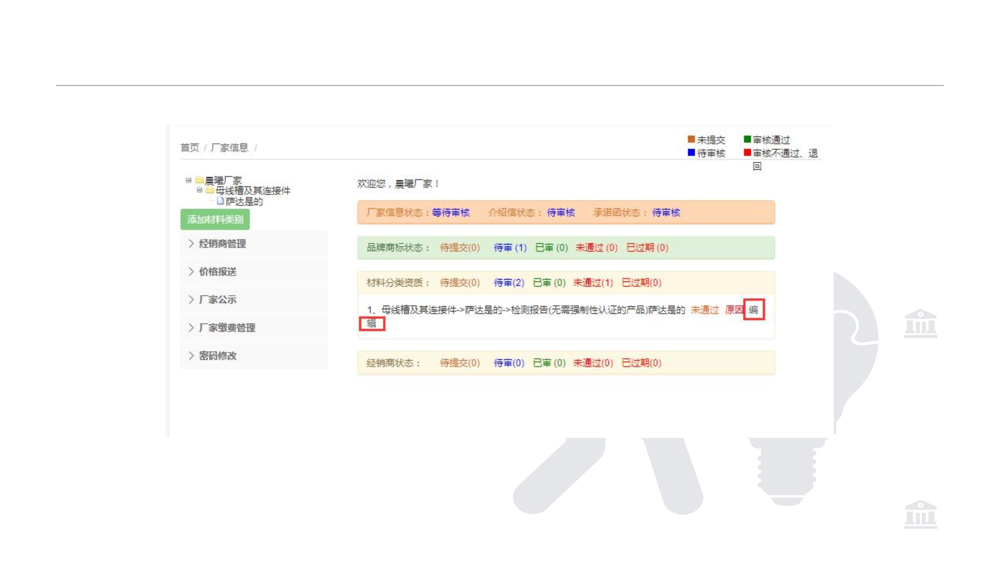 首页 / 厂家信息 /
未提交 审核通过
待审核 审核不通过、退
回
晨曦厂家
母线槽及其连接件
萨达是的
添加材料类别
经销商管理
价格报送
厂家公示
厂家缴费管理
密码修改
欢迎您，晨曦厂家！
厂家信息状态：等待审核 介绍信状态： 待审核 承诺函状态： 待审核
品牌商标状态： 待提交(0) 待审 (1) 已审 (0) 未通过 (0) 已过期 (0)
材料分类资质： 待提交(0) 待审(2) 已审 (0) 未通过(1) 已过期(0)
1、母线槽及其连接件->萨达是的->检测报告(无需强制性认证的产品)萨达是的 未通过 原因 编
辑
经销商状态： 待提交(0) 待审(0) 已审 (0) 未通过(0) 已过期(0)